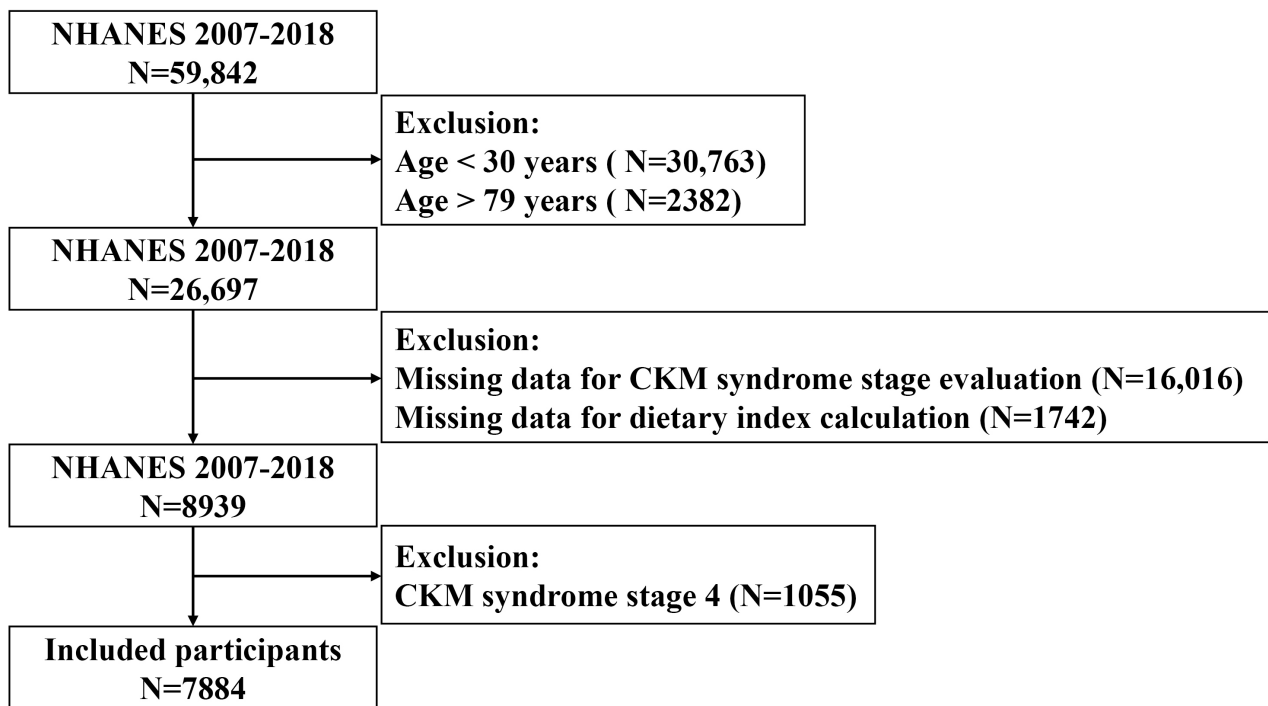 NHANES 2007-2018
N=59,842
Exclusion:
Age < 30 years ( N=30,763)
Age > 79 years ( N=2382)
NHANES 2007-2018
N=26,697
Exclusion:
Missing data for CKM syndrome stage evaluation (N=16,016)
Missing data for dietary index calculation (N=1742)
NHANES 2007-2018
N=8939
Exclusion:
CKM syndrome stage 4 (N=1055)
Included participants
N=7884